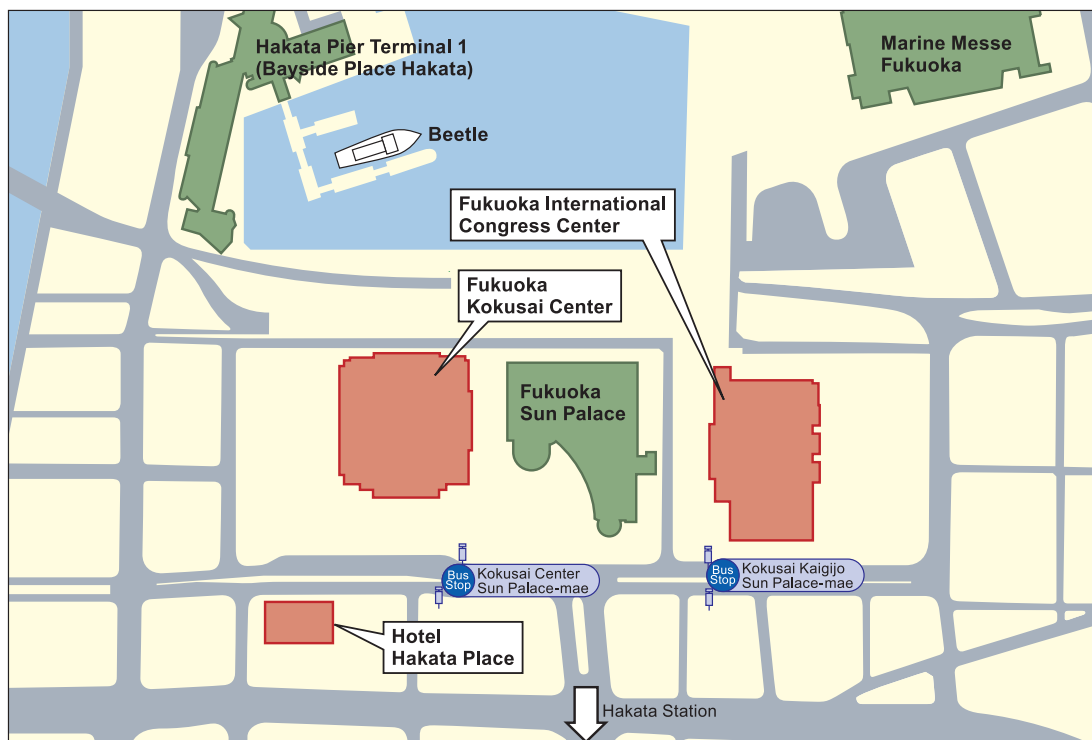 Hakata Pier Terminal 1
(Bayside Place Hakata)
Marine Messe
Fukuoka
Beetle
Fukuoka International
Congress Center
Fukuoka
Kokusai Center
Fukuoka
Sun Palace
Bus
Stop
Kokusai Center
Sun Palace-mae
Bus
Stop
Kokusai Kaigijo
Sun Palace-mae
Hotel
Hakata Place
Hakata Station